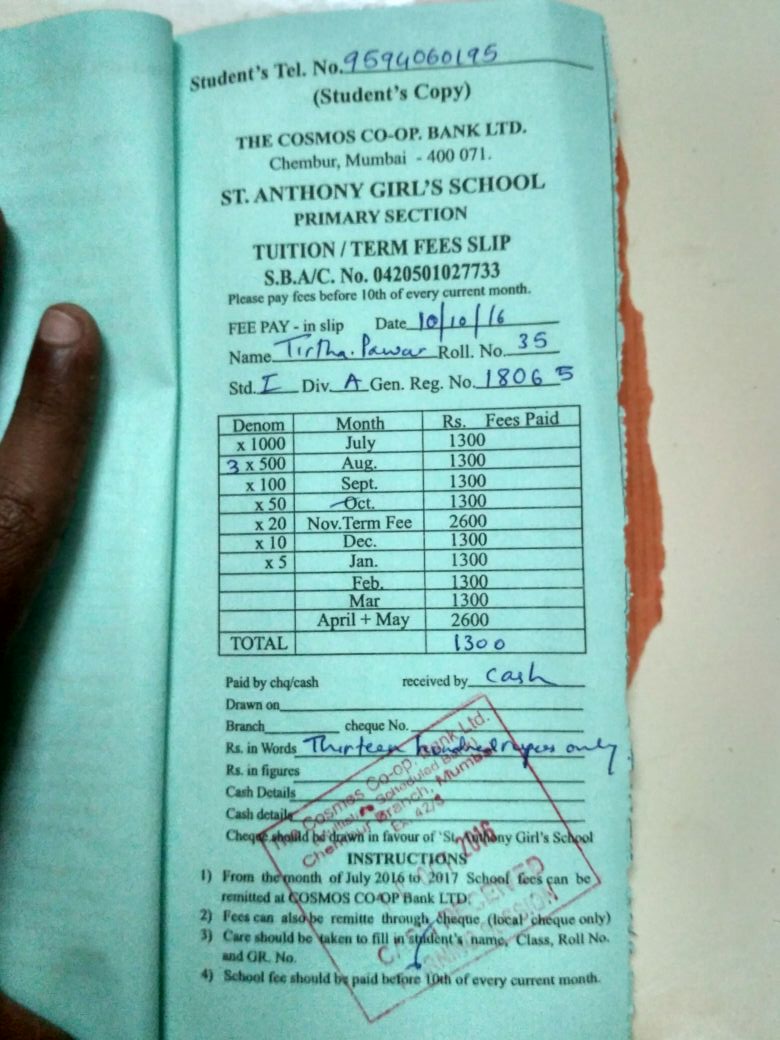 Student's Tel. No. 9594060195
(Student's Copy)
THE COSMOS CO-OP. BANK LTD.
Chembur, Mumbai - 400 071.
ST. ANTHONY GIRL'S SCHOOL
PRIMARY SECTION
TUITION / TERM FEES SLIP
S.B.A/C. No. 0420501027733
Please pay fees before 10th of every current month.
FEE PAY - in slip Date 10/10/16
Name Tirtha. Pawar Roll. No. 35
Std. I Div. A Gen. Reg. No. 18065
Denom Month Rs. Fees Paid
x 1000 July 1300
3 x 500 Aug. 1300
x 100 Sept. 1300
x 50 Oct. 1300
x 20 Nov.Term Fee 2600
x 10 Dec. 1300
x 5 Jan. 1300
Feb. 1300
Mar 1300
April + May 2600
TOTAL 1300
Paid by chq/cash received by cash
Drawn on
Branch cheque No.
Rs. in Words Thirteen hundred rupees only
Rs. in figures
Cash Details
Cash details
Cheque should be drawn in favour of 'St. Anthony Girl's School
INSTRUCTIONS
1) From the month of July 2016 to 2017 School fees can be
remitted at COSMOS CO-OP Bank LTD.
2) Fees can also be remitte through cheque (local cheque only)
3) Care should be taken to fill in student's name, Class, Roll No.
and GR. No.
4) School fee should be paid before 10th of every current month.
The Cosmos Co-op. Bank Ltd.
Scheduled Bank)
Chembur Branch, Mumbai
2016